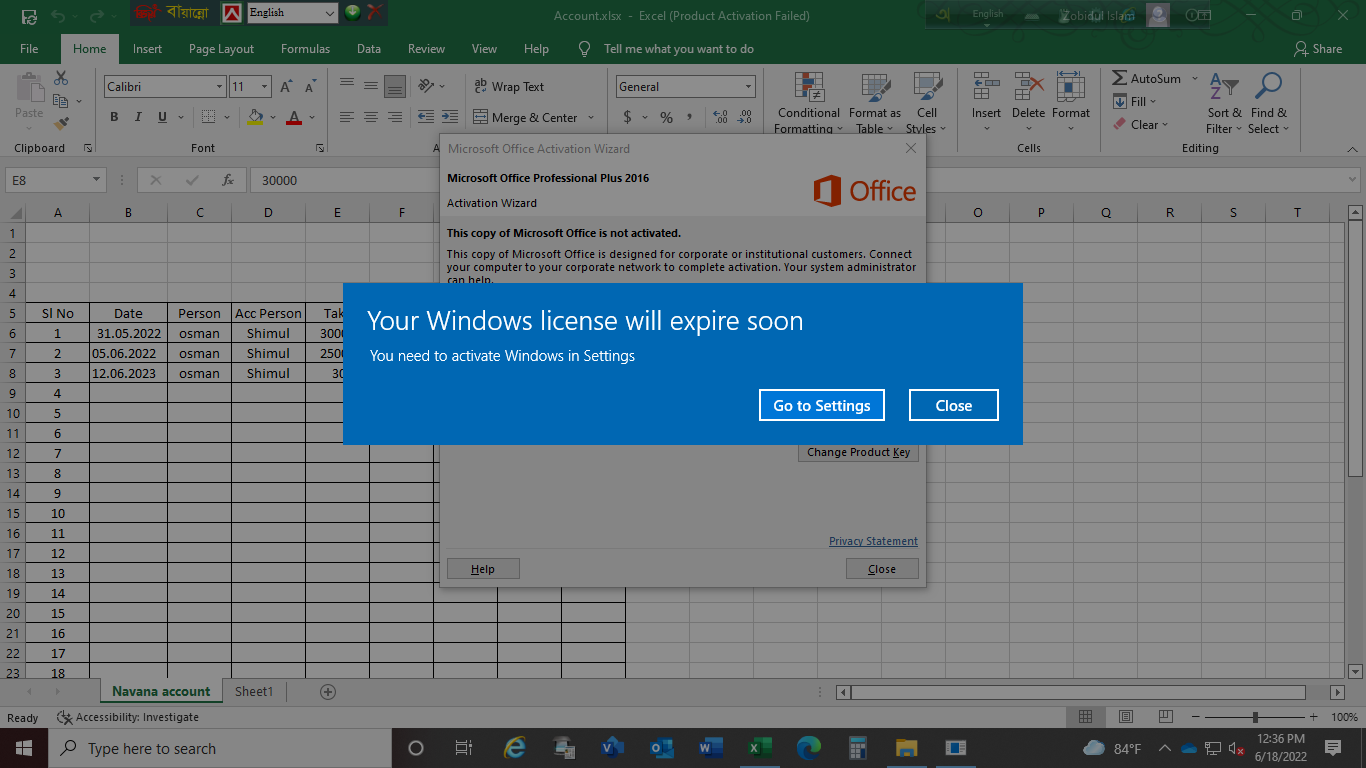 বাঁয়ান্নো English Account.xlsx - Excel (Product Activation Failed) English Zobidul Islam
File Home Insert Page Layout Formulas Data Review View Help Tell me what you want to do Share
Calibri 11 Wrap Text General AutoSum
Paste B I U Merge & Center $ % , Conditional Formatting Format as Table Cell Styles Insert Delete Format Fill Clear Sort & Filter Find & Select
Clipboard Font Cells Editing
Microsoft Office Activation Wizard
E8 fx 30000
Microsoft Office Professional Plus 2016
Activation Wizard
Office
A B C D E F O P Q R S T
1
This copy of Microsoft Office is not activated.
2
This copy of Microsoft Office is designed for corporate or institutional customers. Connect
your computer to your corporate network to complete activation. Your system administrator
can help.
3
4
5 Sl No Date Person Acc Person Tak
6 1 31.05.2022 osman Shimul 3000
7 2 05.06.2022 osman Shimul 2500
8 3 12.06.2023 osman Shimul 30
Your Windows license will expire soon
You need to activate Windows in Settings
Go to Settings Close
9 4
10 5
11 6
12 7
Change Product Key
13 8
14 9
15 10
16 11
Privacy Statement
17 12
18 13
Help Close
19 14
20 15
21 16
22 17
23 18
Navana account Sheet1
Ready Accessibility: Investigate 100%
Type here to search 84°F 12:36 PM
6/18/2022